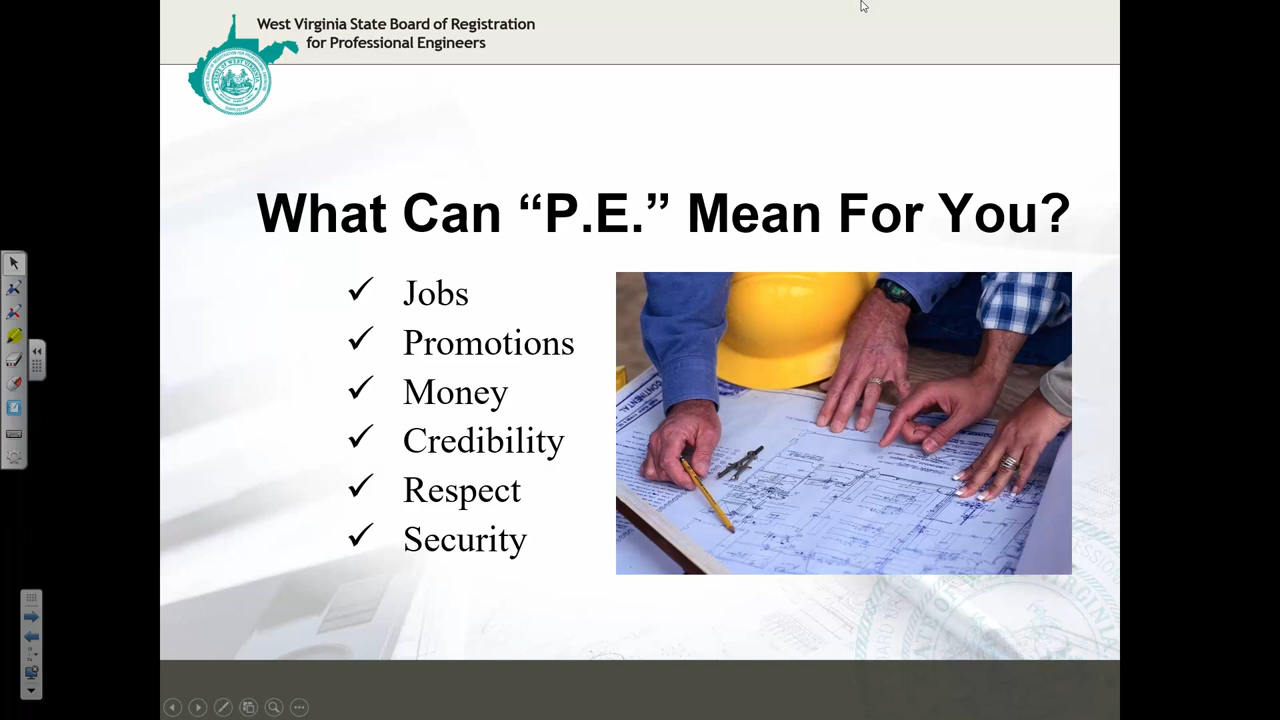 West Virginia State Board of Registration
for Professional Engineers
What Can “P.E.” Mean For You?
✓ Jobs
✓ Promotions
✓ Money
✓ Credibility
✓ Respect
✓ Security
CONTINENTAL